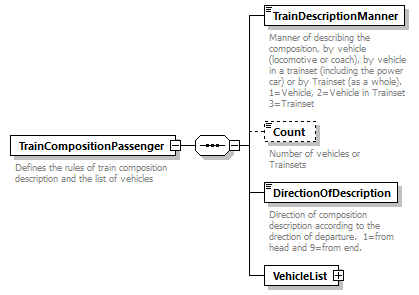 TrainDescriptionManner
Manner of describing the
composition, by vehicle
(locomotive or coach), by vehicle
in a trainset (including the power
car) or by Trainset (as a whole).
1=Vehicle, 2=Vehicle in Trainset
3=Trainset
Count
Number of vehicles or
Trainsets
TrainCompositionPassenger
Defines the rules of train composition
description and the list of vehicles
DirectionOfDescription
Direction of composition
description according to the
drection of departure.  1=from
head and 9=from end.
VehicleList